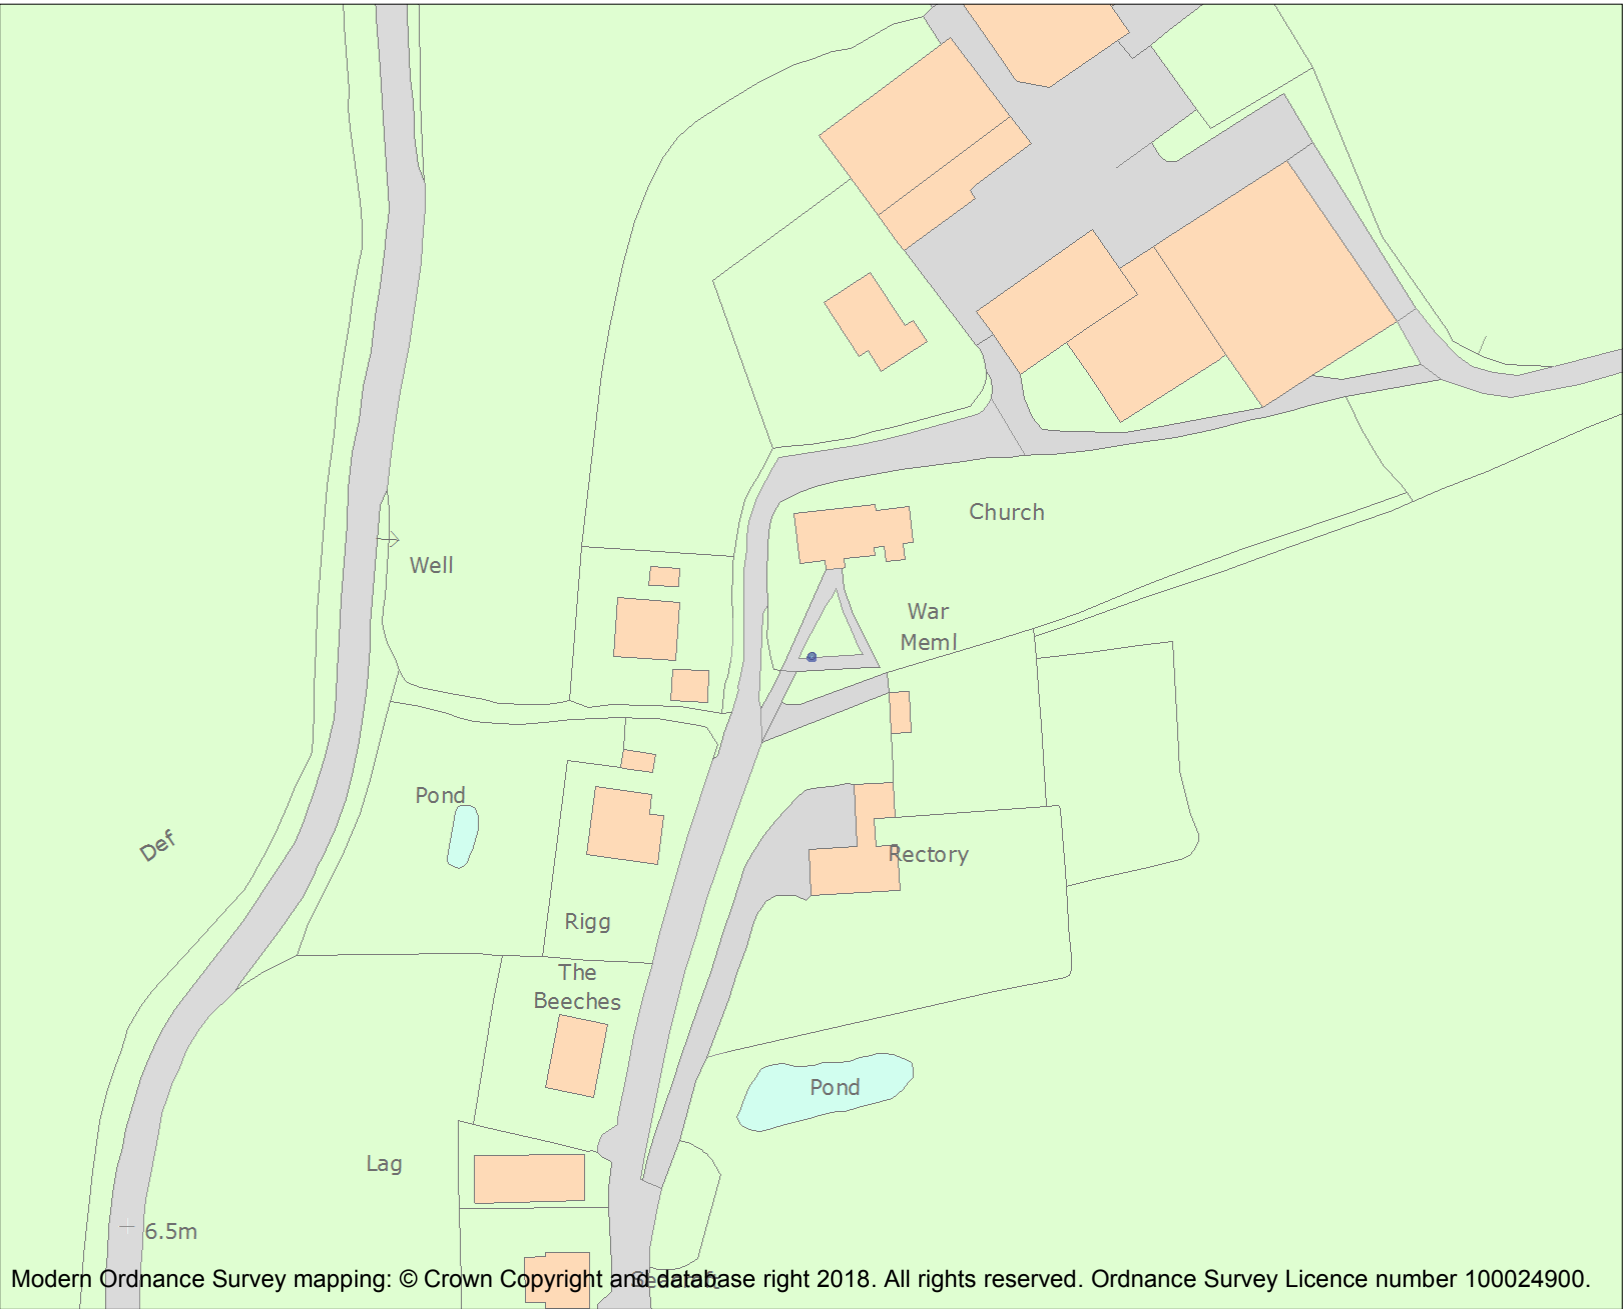 Church
Well
War
Meml
Pond
Def
Rectory
Rigg
The
Beeches
Pond
Lag
6.5m
Modern Ordnance Survey mapping: © Crown Copyright and database right 2018. All rights reserved. Ordnance Survey Licence number 100024900.